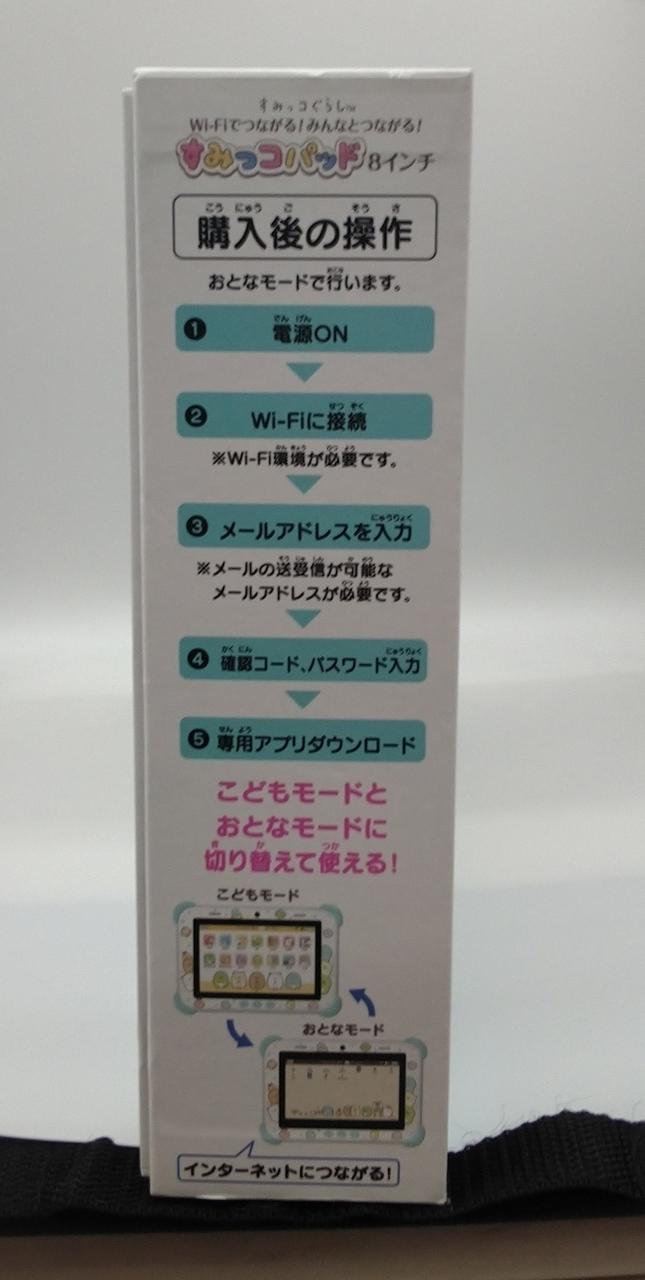 すみっコぐらし™
Wi-Fiでつながる!みんなとつながる!
すみっコパッド 8インチ
購入後の操作
おとなモードで行います。
❶ 電源ON
❷ Wi-Fiに接続
※Wi-Fi環境が必要です。
❸ メールアドレスを入力
※メールの送受信が可能な
メールアドレスが必要です。
❹ 確認コード、パスワード入力
❺ 専用アプリダウンロード
こどもモードと
おとなモードに
切り替えて使える!
こどもモード
おとなモード
インターネットにつながる!